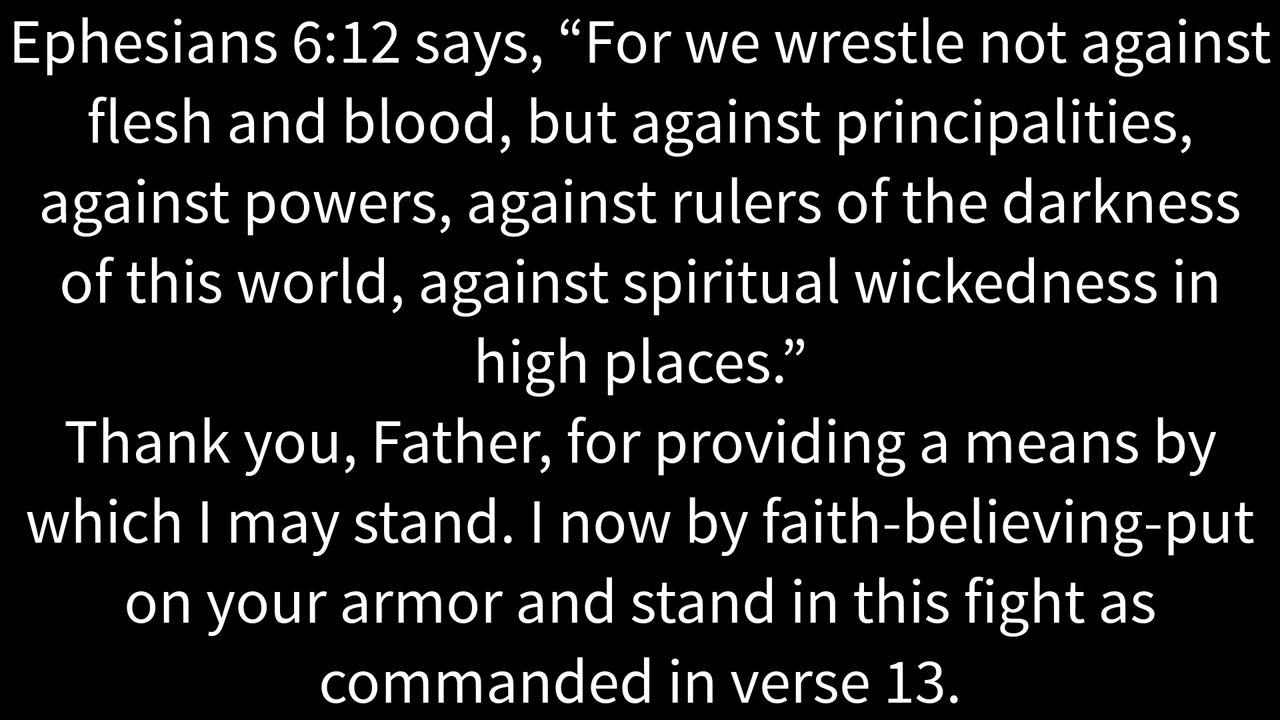 Ephesians 6:12 says, “For we wrestle not against
flesh and blood, but against principalities,
against powers, against rulers of the darkness
of this world, against spiritual wickedness in
high places.”
Thank you, Father, for providing a means by
which I may stand. I now by faith-believing-put
on your armor and stand in this fight as
commanded in verse 13.